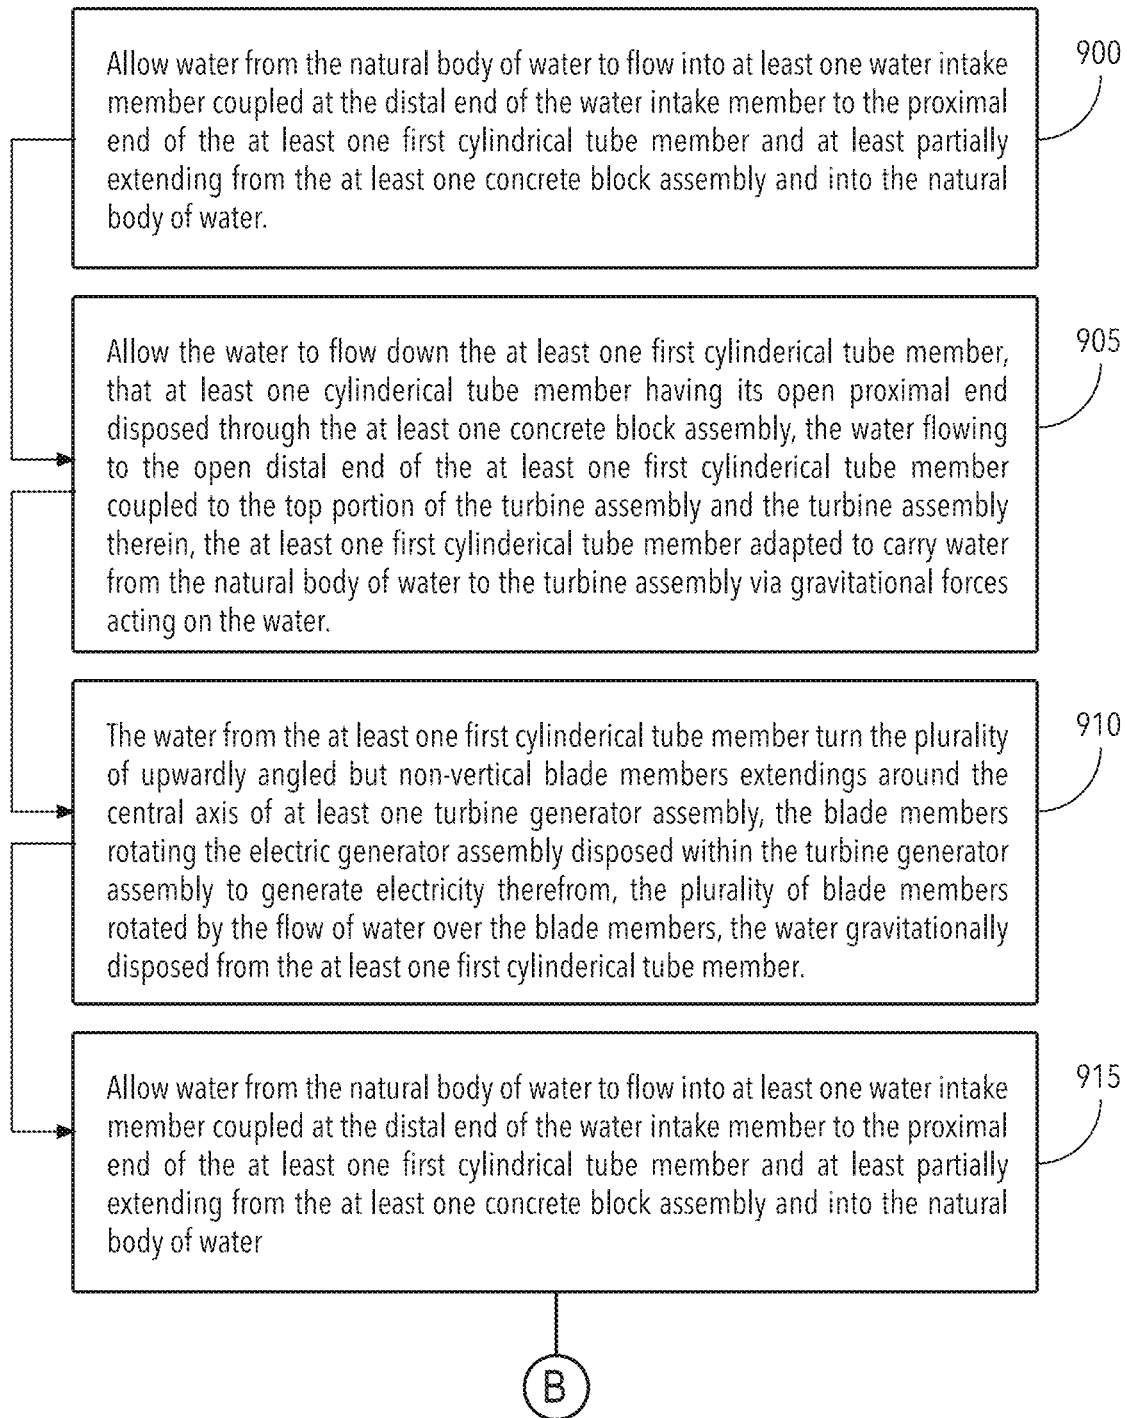 Allow water from the natural body of water to flow into at least one water intake
member coupled at the distal end of the water intake member to the proximal
end of the at least one first cylindrical tube member and at least partially
extending from the at least one concrete block assembly and into the natural
body of water.
900
Allow the water to flow down the at least one first cylinderical tube member,
that at least one cylinderical tube member having its open proximal end
disposed through the at least one concrete block assembly, the water flowing
to the open distal end of the at least one first cylinderical tube member
coupled to the top portion of the turbine assembly and the turbine assembly
therein, the at least one first cylinderical tube member adapted to carry water
from the natural body of water to the turbine assembly via gravitational forces
acting on the water.
905
The water from the at least one first cylinderical tube member turn the plurality
of upwardly angled but non-vertical blade members extendings around the
central axis of at least one turbine generator assembly, the blade members
rotating the electric generator assembly disposed within the turbine generator
assembly to generate electricity therefrom, the plurality of blade members
rotated by the flow of water over the blade members, the water gravitationally
disposed from the at least one first cylinderical tube member.
910
Allow water from the natural body of water to flow into at least one water intake
member coupled at the distal end of the water intake member to the proximal
end of the at least one first cylindrical tube member and at least partially
extending from the at least one concrete block assembly and into the natural
body of water
915
B